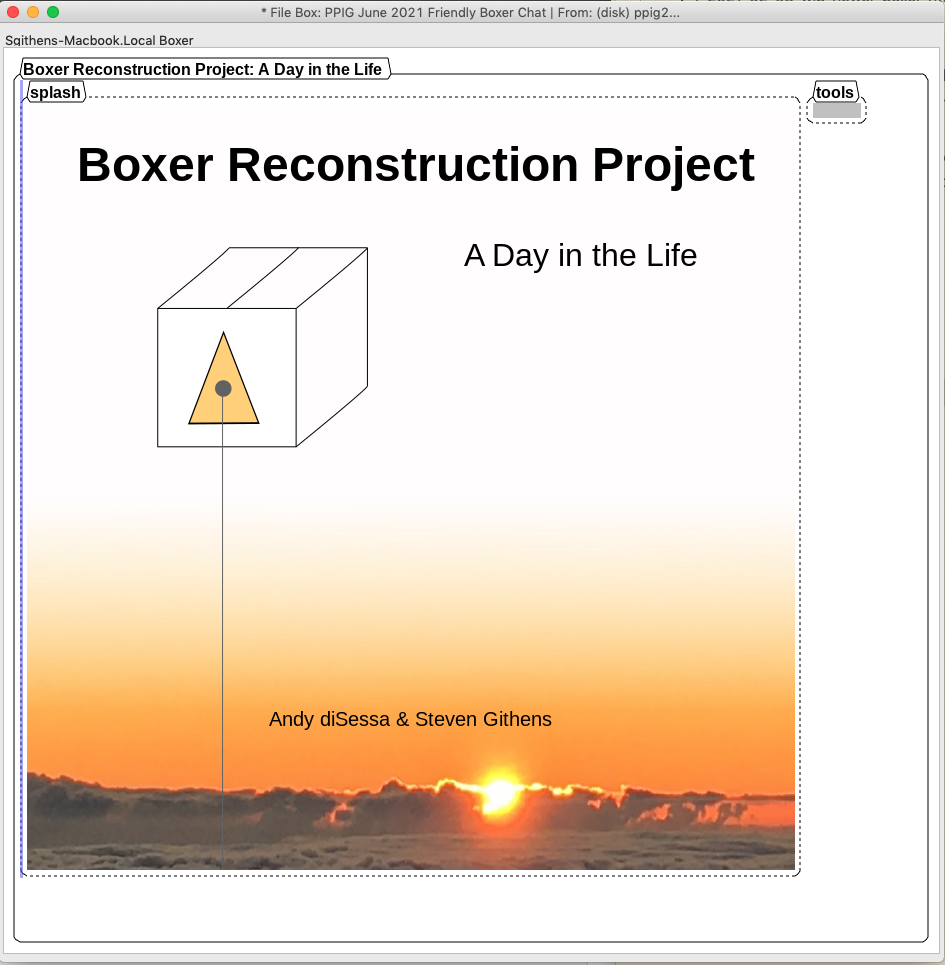 * File Box: PPIG June 2021 Friendly Boxer Chat | From: (disk) ppig2...
Sgithens-Macbook.Local Boxer
Boxer Reconstruction Project: A Day in the Life
splash
tools
Boxer Reconstruction Project
A Day in the Life
Andy diSessa & Steven Githens